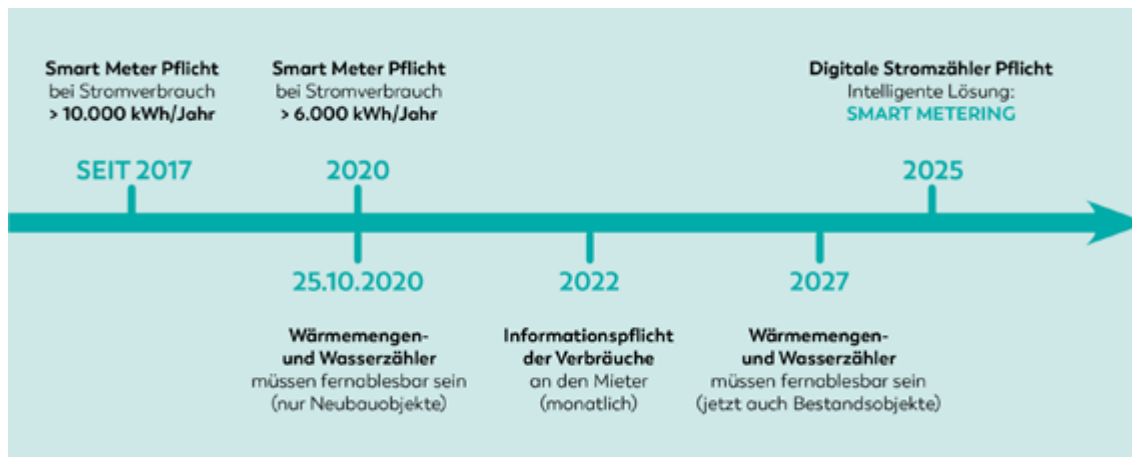 Smart Meter Pflicht
bei Stromverbrauch
> 10.000 kWh/Jahr
SEIT 2017
Smart Meter Pflicht
bei Stromverbrauch
> 6.000 kWh/Jahr
2020
Digitale Stromzähler Pflicht
Intelligente Lösung:
SMART METERING
2025
25.10.2020
Wärmemengen-
und Wasserzähler
müssen fernablesbar sein
(nur Neubauobjekte)
2022
Informationspflicht
der Verbräuche
an den Mieter
(monatlich)
2027
Wärmemengen-
und Wasserzähler
müssen fernablesbar sein
(jetzt auch Bestandsobjekte)